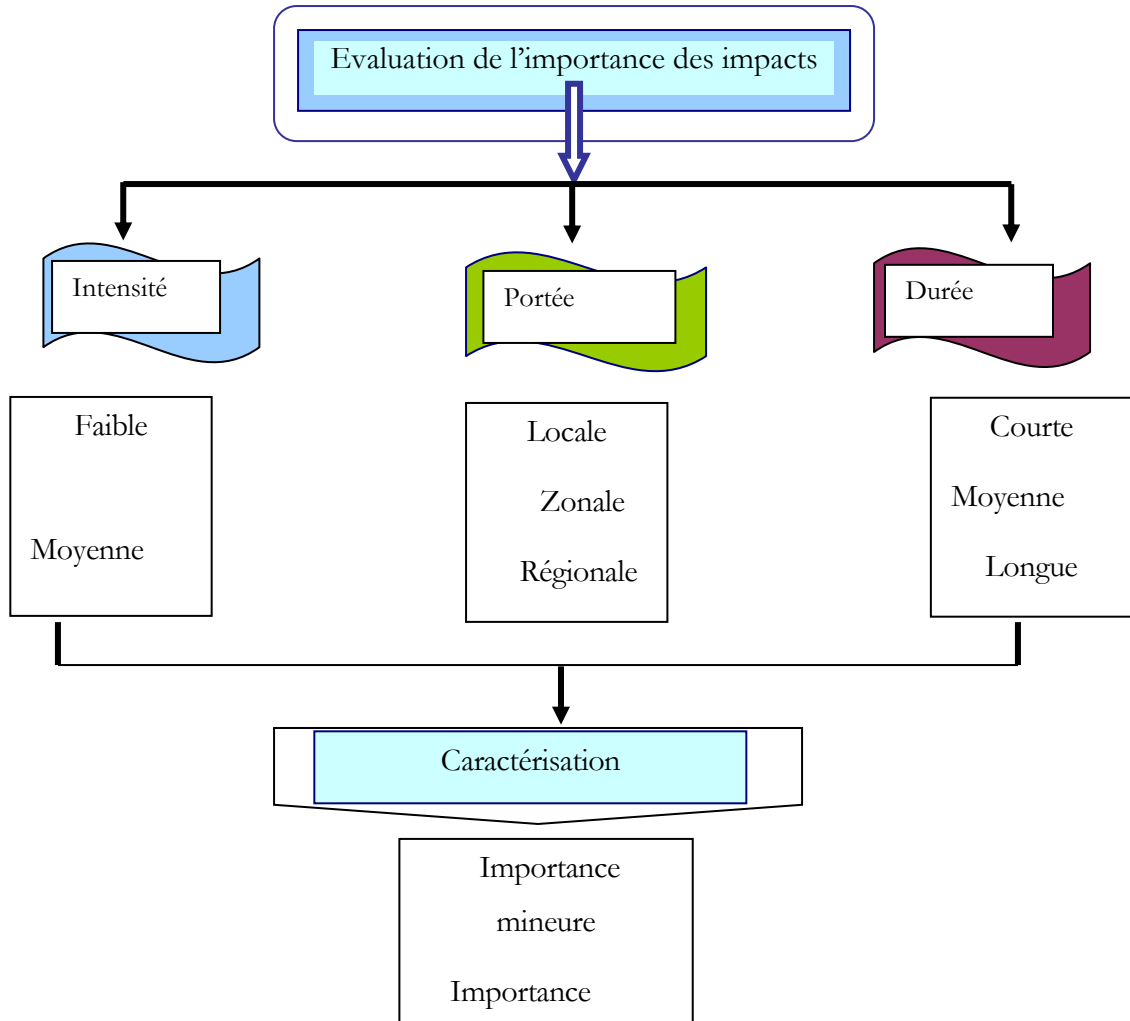 Evaluation de l’importance des impacts
Intensité
Portée
Durée
Faible
Moyenne
Locale
Zonale
Régionale
Courte
Moyenne
Longue
Caractérisation
Importance
mineure
Importance